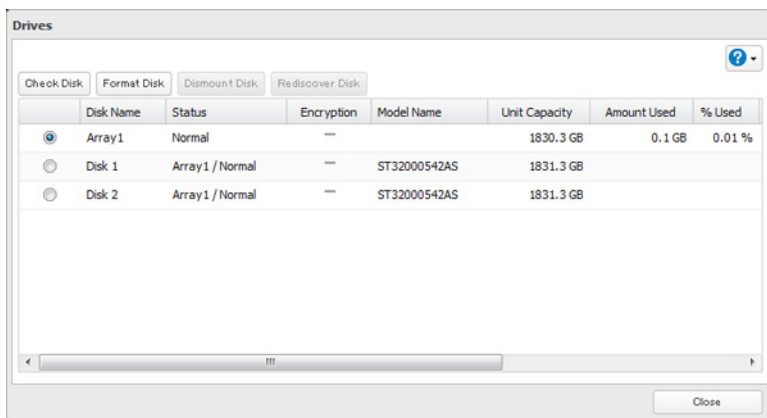 Drives
?
Check Disk Format Disk Dismount Disk Rediscover Disk
Disk Name Status Encryption Model Name Unit Capacity Amount Used % Used
Array1 Normal — 1830.3 GB 0.1 GB 0.01 %
Disk 1 Array1 / Normal — ST32000542AS 1831.3 GB
Disk 2 Array1 / Normal — ST32000542AS 1831.3 GB
Close